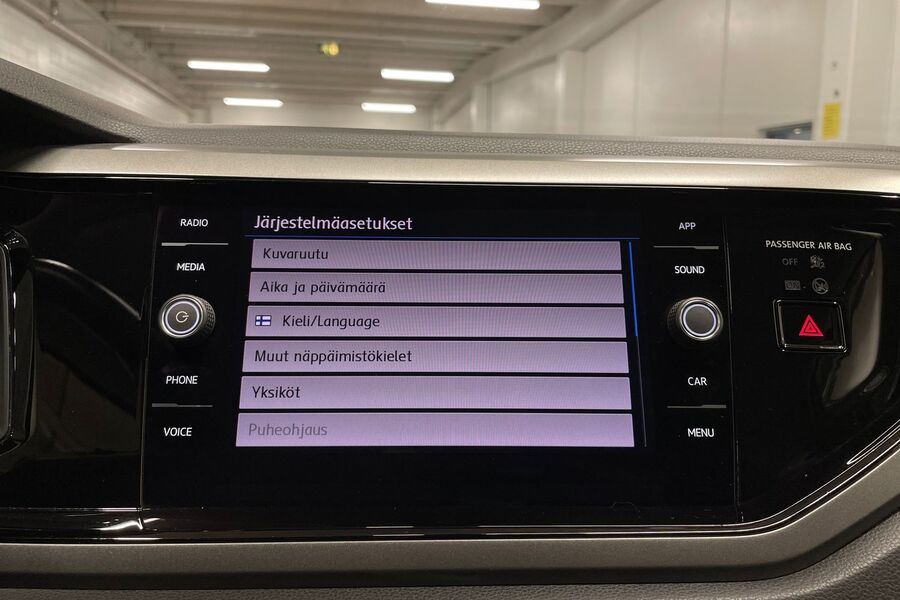 RADIO
MEDIA
PHONE
VOICE
Järjestelmäasetukset
Kuvaruutu
Aika ja päivämäärä
Kieli/Language
Muut näppäimistökielet
Yksiköt
Puheohjaus
APP
SOUND
CAR
MENU
PASSENGER AIR BAG
OFF